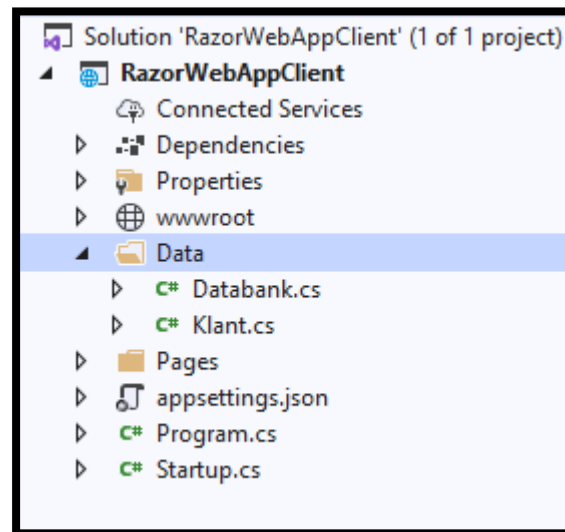 Solution 'RazorWebAppClient' (1 of 1 project)
RazorWebAppClient
Connected Services
Dependencies
Properties
wwwroot
Data
C# Databank.cs
C# Klant.cs
Pages
appsettings.json
C# Program.cs
C# Startup.cs